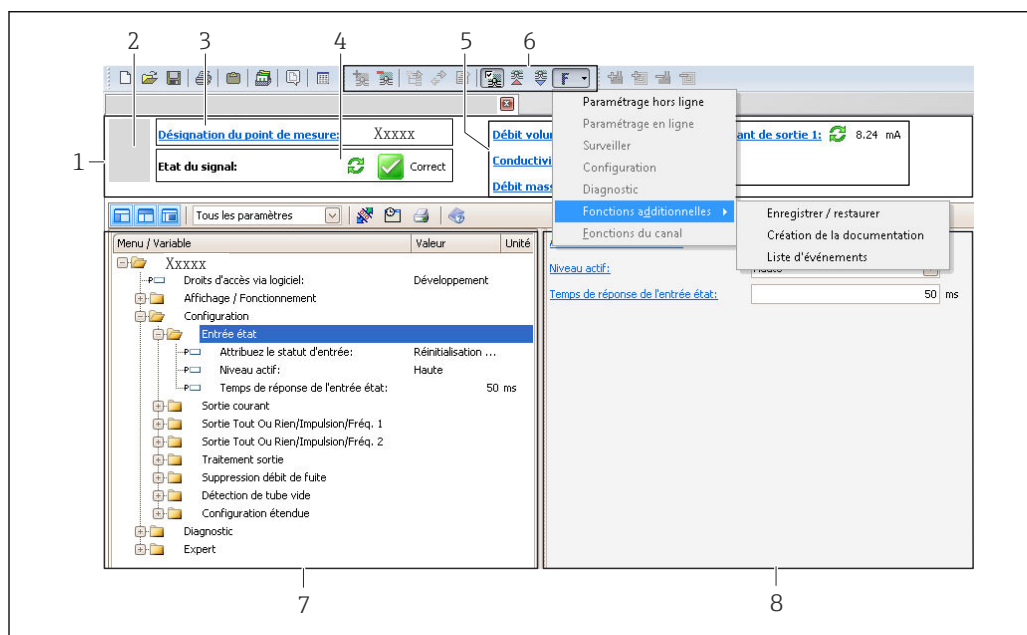 2 3 4 5 6
F
Désignation du point de mesure: Xxxxx
Etat du signal: Correct
1
Débit volu
Conductivi
Débit mas
ant de sortie 1: 8.24 mA
Paramétrage hors ligne
Paramétrage en ligne
Surveiller
Configuration
Diagnostic
Fonctions additionnelles
Fonctions du canal
Enregistrer / restaurer
Création de la documentation
Liste d'événements
Tous les paramètres
Menu / Variable Valeur Unité
Xxxxx
Droits d'accès via logiciel: Développement
Affichage / Fonctionnement
Configuration
Entrée état
Attribuez le statut d'entrée: Réinitialisation ...
Niveau actif: Haute
Temps de réponse de l'entrée état: 50 ms
Sortie courant
Sortie Tout Ou Rien/Impulsion/Fréq. 1
Sortie Tout Ou Rien/Impulsion/Fréq. 2
Traitement sortie
Suppression débit de fuite
Détection de tube vide
Configuration étendue
Diagnostic
Expert
Niveau actif: Haute
Temps de réponse de l'entrée état: 50 ms
7 8